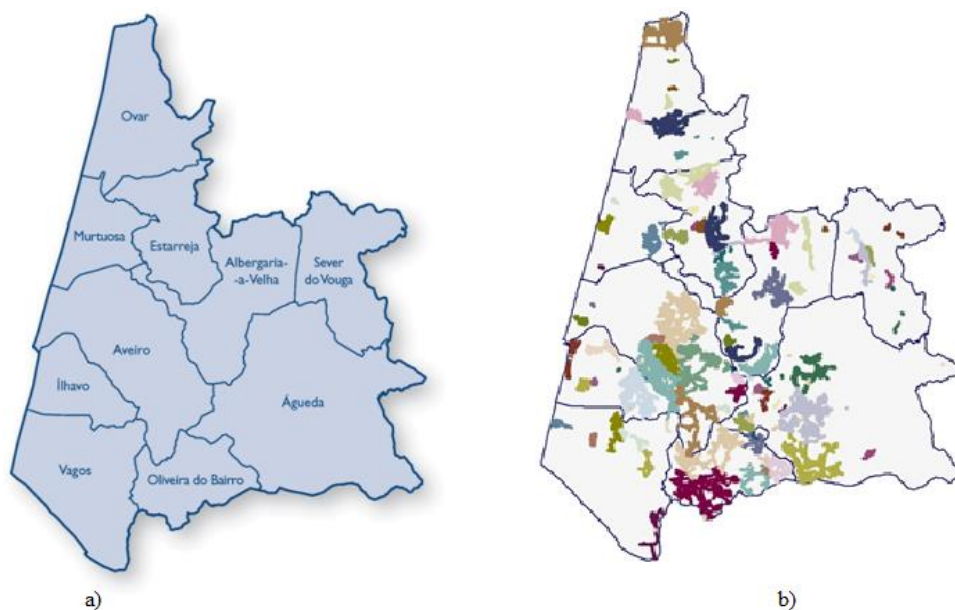 Ovar
Murtuosa
Estarreja
Albergaria-
-a-Velha
Sever
do Vouga
Aveiro
Ílhavo
Águeda
Vagos
Oliveira do Bairro
a)
b)